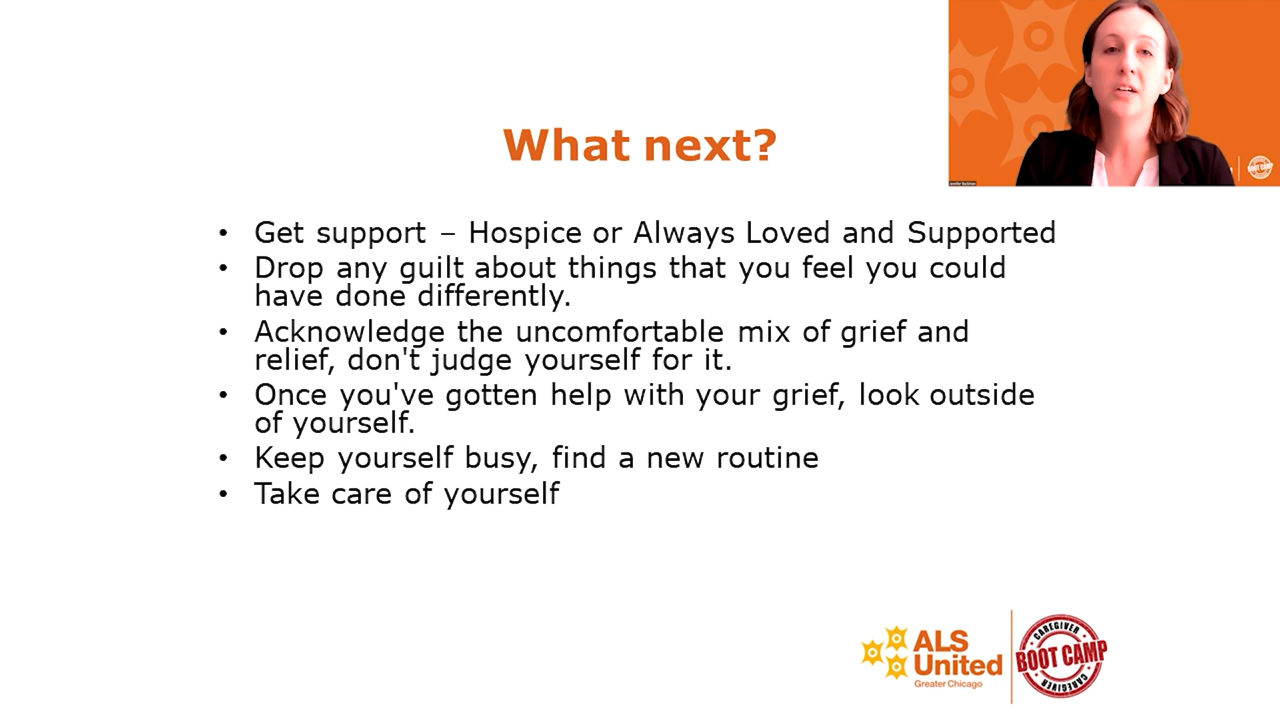 What next?
• Get support – Hospice or Always Loved and Supported
• Drop any guilt about things that you feel you could
have done differently.
• Acknowledge the uncomfortable mix of grief and
relief, don't judge yourself for it.
• Once you've gotten help with your grief, look outside
of yourself.
• Keep yourself busy, find a new routine
• Take care of yourself
ALS
United
Greater Chicago
CAREGIVER
BOOT CAMP
CAREGIVER
BOOT CAMP